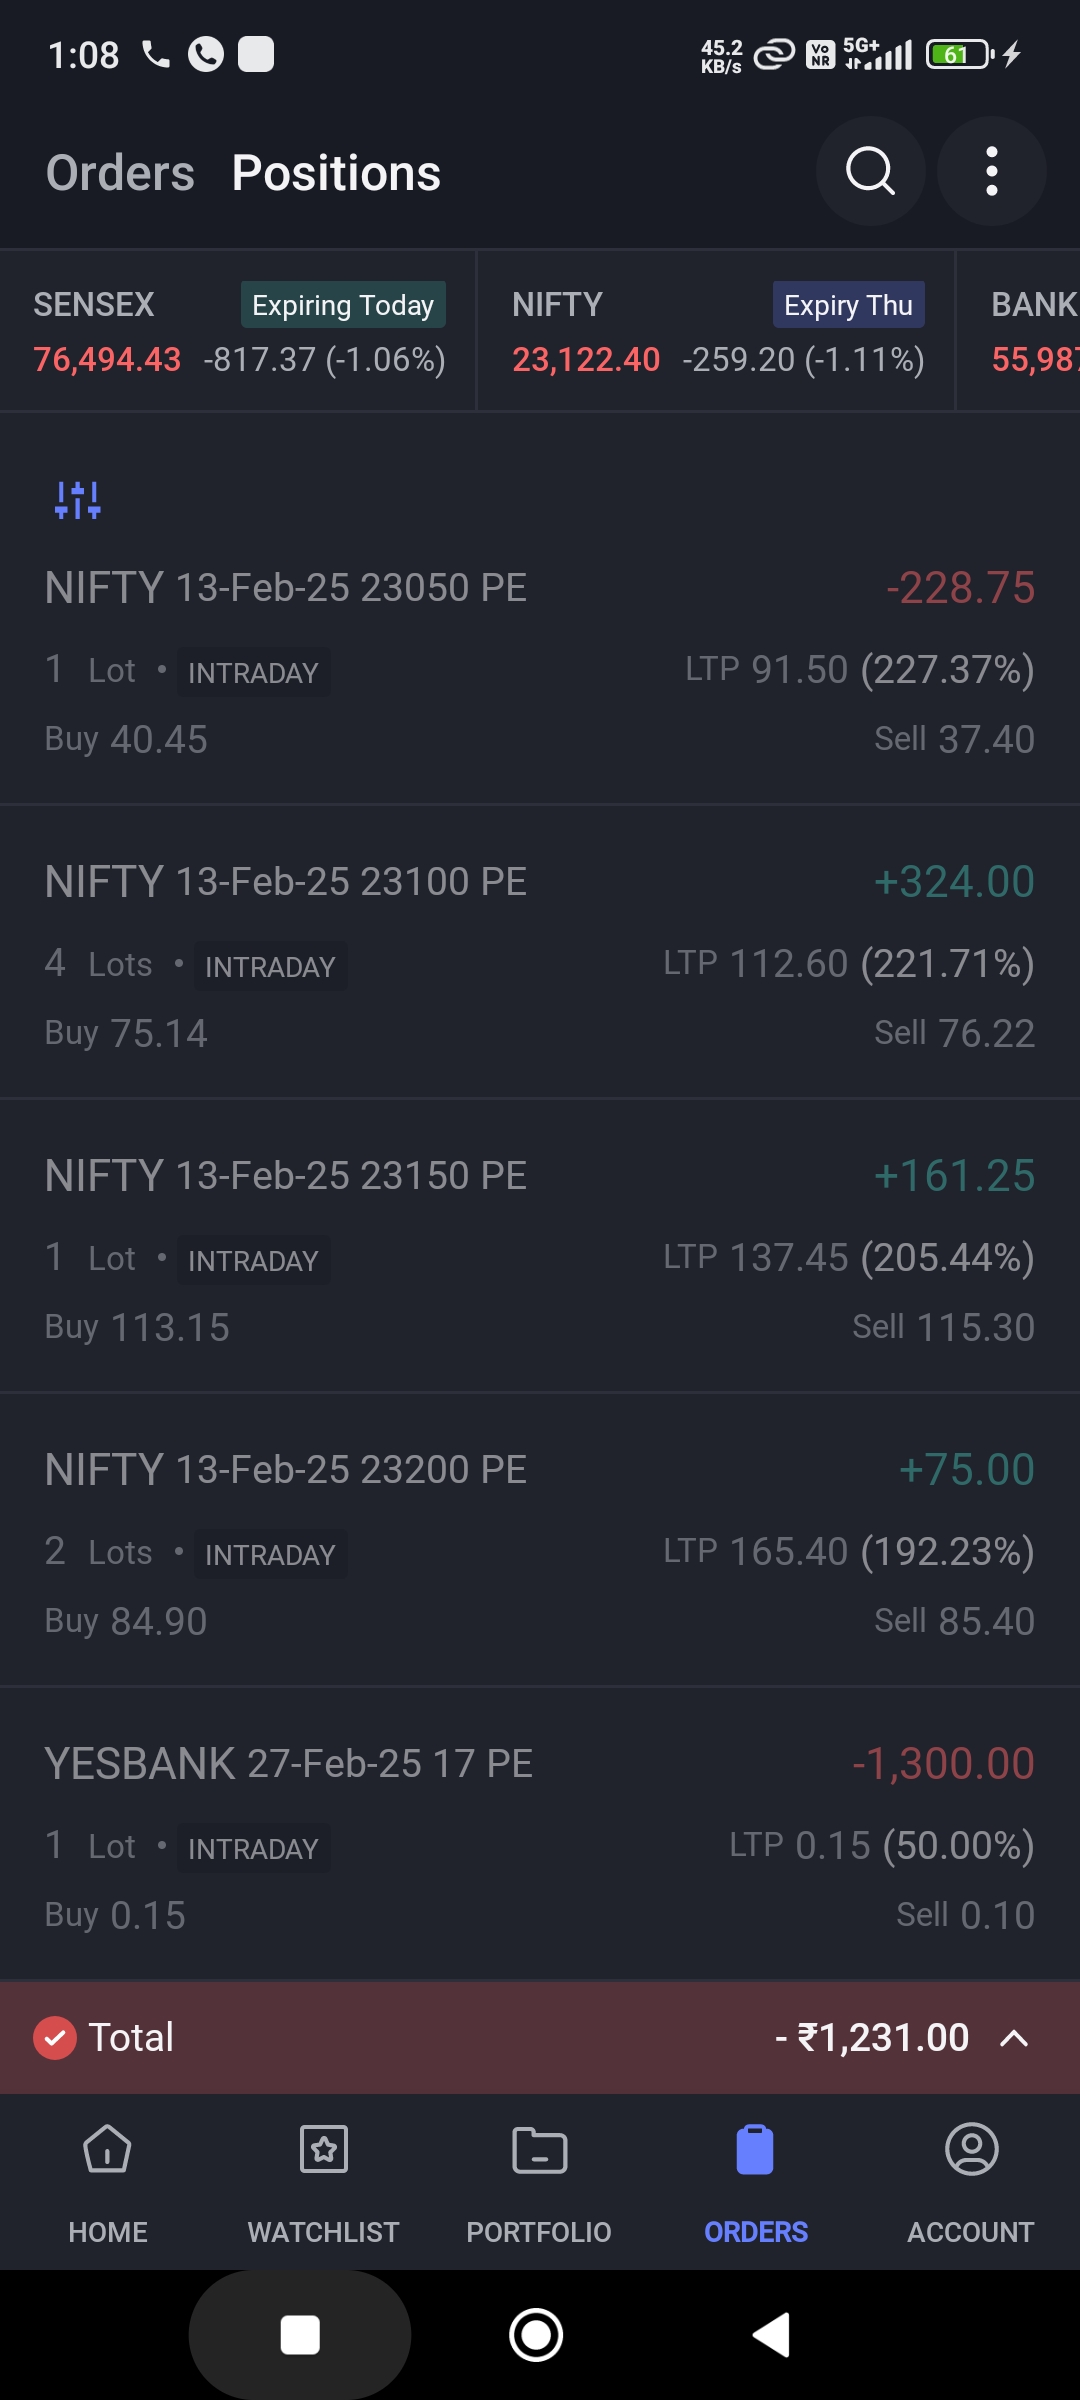 1:08
45.2 KB/s Vo NR 5G+ 61
Orders Positions
SENSEX Expiring Today
76,494.43 -817.37 (-1.06%)
NIFTY Expiry Thu
23,122.40 -259.20 (-1.11%)
BANK
55,987
NIFTY 13-Feb-25 23050 PE -228.75
1 Lot • INTRADAY LTP 91.50 (227.37%)
Buy 40.45 Sell 37.40
NIFTY 13-Feb-25 23100 PE +324.00
4 Lots • INTRADAY LTP 112.60 (221.71%)
Buy 75.14 Sell 76.22
NIFTY 13-Feb-25 23150 PE +161.25
1 Lot • INTRADAY LTP 137.45 (205.44%)
Buy 113.15 Sell 115.30
NIFTY 13-Feb-25 23200 PE +75.00
2 Lots • INTRADAY LTP 165.40 (192.23%)
Buy 84.90 Sell 85.40
YESBANK 27-Feb-25 17 PE -1,300.00
1 Lot • INTRADAY LTP 0.15 (50.00%)
Buy 0.15 Sell 0.10
Total - ₹1,231.00
HOME WATCHLIST PORTFOLIO ORDERS ACCOUNT